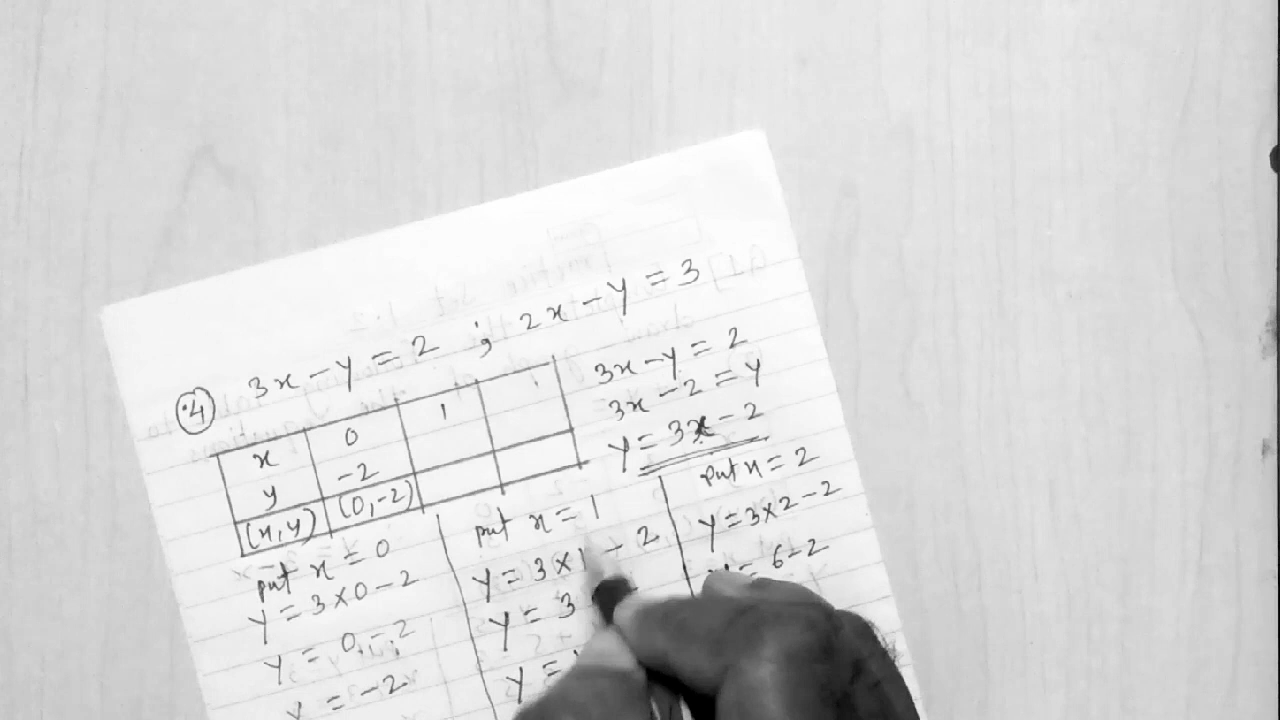 ④ 3x - y = 2 ; 2x - y = 3
x 0 1
y -2
(x, y) (0, -2)
3x - y = 2
3x - 2 = y
y = 3x - 2
put x = 0
y = 3 × 0 - 2
y = 0 - 2
y = -2
put x = 1
y = 3 × 1 - 2
y = 3
y =
put x = 2
y = 3 × 2 - 2
y = 6 - 2